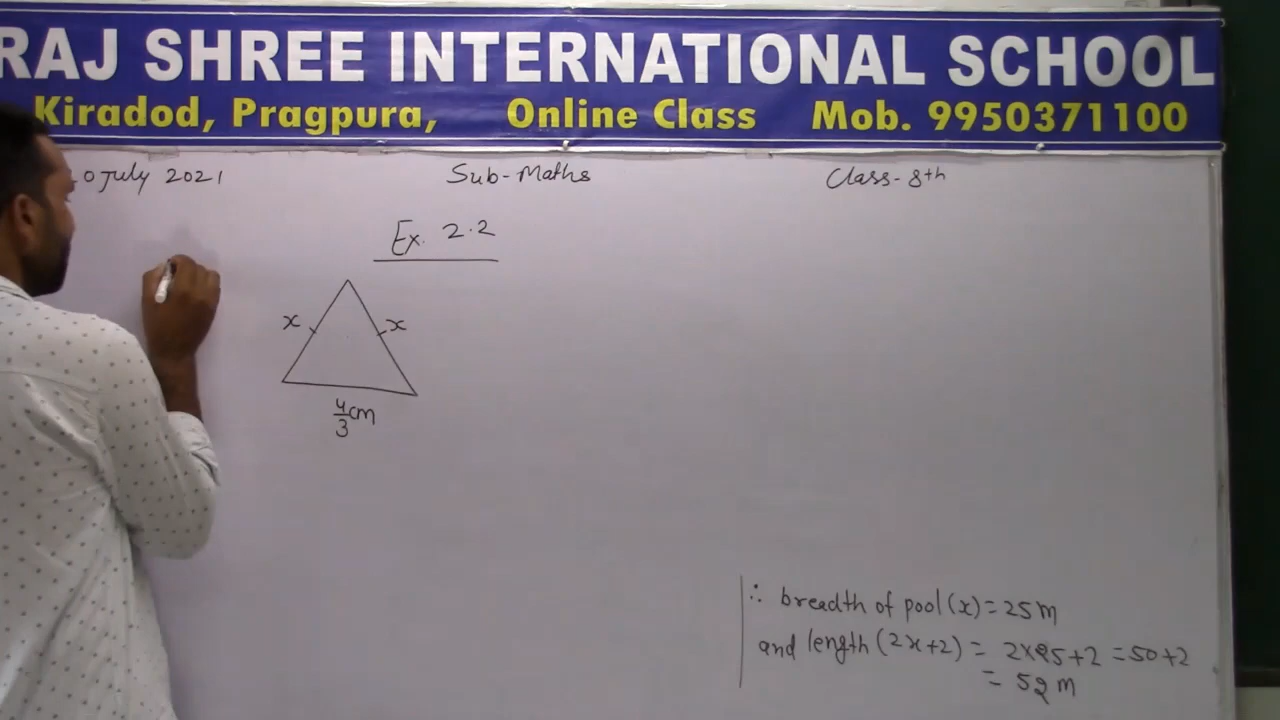 RAJ SHREE INTERNATIONAL SCHOOL
Kiradod, Pragpura, Online Class Mob. 9950371100
0 July 2021 Sub-Maths Class-8th
Ex. 2.2
x x
4/3 cm
∴ breadth of pool (x) = 25 m
and length (2x+2) = 2×25+2 = 50+2
= 52 m